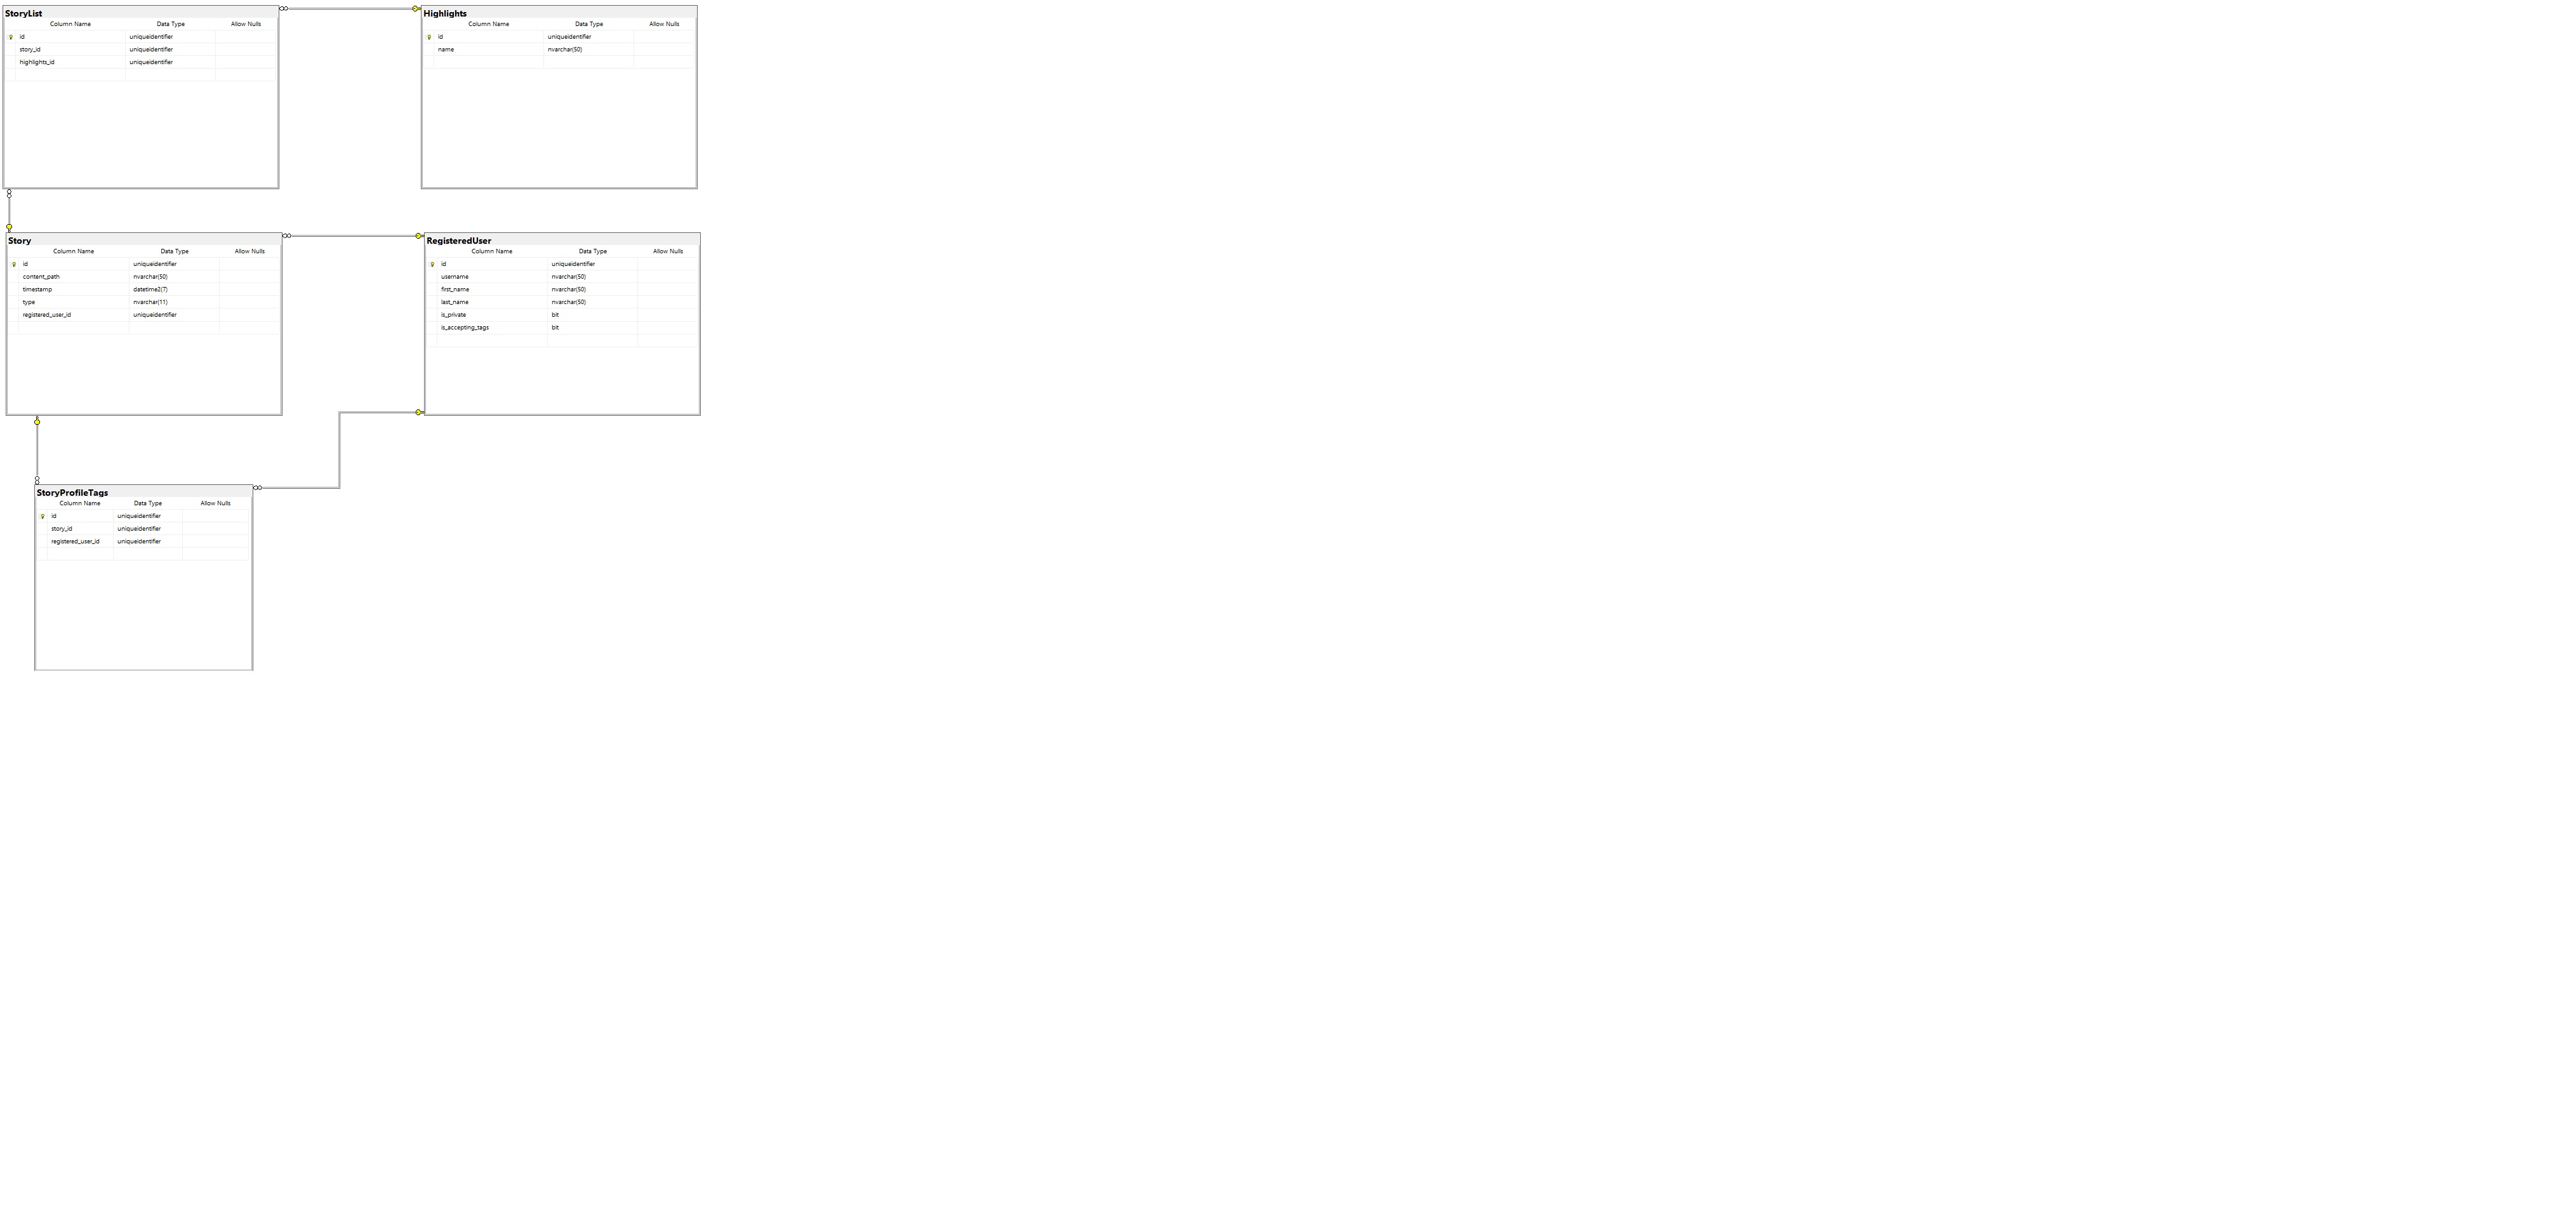 StoryList
Column Name Data Type Allow Nulls
id uniqueidentifier
story_id uniqueidentifier
highlights_id uniqueidentifier
Highlights
Column Name Data Type Allow Nulls
id uniqueidentifier
name nvarchar(50)
Story
Column Name Data Type Allow Nulls
id uniqueidentifier
content_path nvarchar(50)
timestamp datetime2(7)
type nvarchar(11)
registered_user_id uniqueidentifier
RegisteredUser
Column Name Data Type Allow Nulls
id uniqueidentifier
username nvarchar(50)
first_name nvarchar(50)
last_name nvarchar(50)
is_private bit
is_accepting_tags bit
StoryProfileTags
Column Name Data Type Allow Nulls
id uniqueidentifier
story_id uniqueidentifier
registered_user_id uniqueidentifier